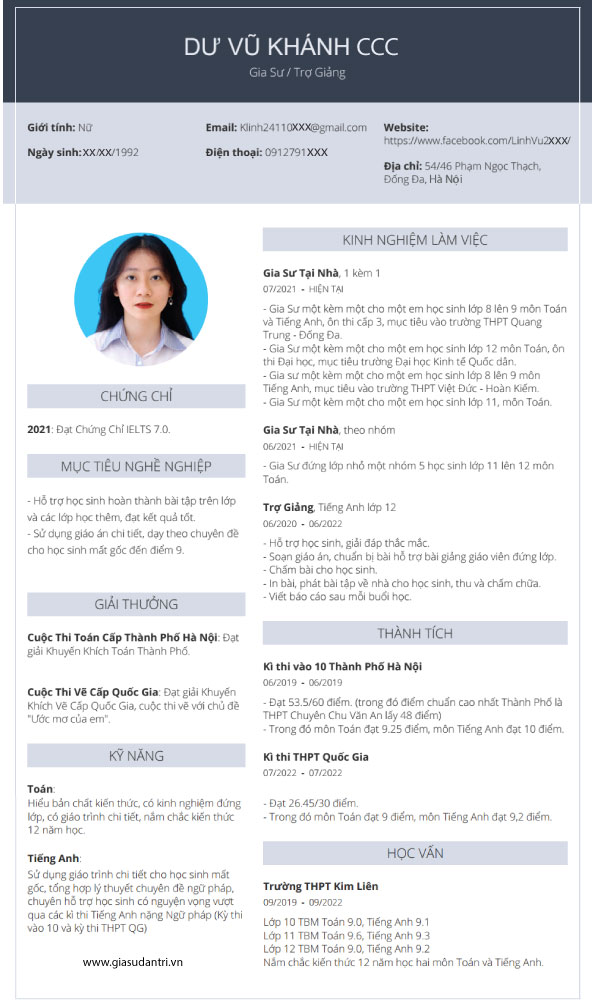 DƯ VŨ KHÁNH CCC
Gia Sư / Trợ Giảng
Giới tính: Nữ
Ngày sinh: XX/XX/1992
Email: Klinh24110XXX@gmail.com
Điện thoại: 0912791XXX
Website:
https://www.facebook.com/LinhVu2XXX/
Địa chỉ: 54/46 Phạm Ngọc Thạch,
Đống Đa, Hà Nội
CHỨNG CHỈ
2021: Đạt Chứng Chỉ IELTS 7.0.
MỤC TIÊU NGHỀ NGHIỆP
- Hỗ trợ học sinh hoàn thành bài tập trên lớp
và các lớp học thêm, đạt kết quả tốt.
- Sử dụng giáo án chi tiết, dạy theo chuyên đề
cho học sinh mất gốc đến điểm 9.
GIẢI THƯỞNG
Cuộc Thi Toán Cấp Thành Phố Hà Nội: Đạt
giải Khuyến Khích Toán Thành Phố.
Cuộc Thi Vẽ Cấp Quốc Gia: Đạt giải Khuyến
Khích Vẽ Cấp Quốc Gia, cuộc thi vẽ với chủ đề
"Ước mơ của em".
KỸ NĂNG
Toán:
Hiểu bản chất kiến thức, có kinh nghiệm đứng
lớp, có giáo trình chi tiết, nắm chắc kiến thức
12 năm học.
Tiếng Anh:
Sử dụng giáo trình chi tiết cho học sinh mất
gốc, tổng hợp lý thuyết chuyên đề ngữ pháp,
chuyên hỗ trợ học sinh có nguyện vọng vượt
qua các kì thi Tiếng Anh nặng Ngữ pháp (Kỳ thi
vào 10 và kỳ thi THPT QG)
www.giasudantri.vn
KINH NGHIỆM LÀM VIỆC
Gia Sư Tại Nhà, 1 kèm 1
07/2021 - HIỆN TẠI
- Gia Sư một kèm một cho một em học sinh lớp 8 lên 9 môn Toán
và Tiếng Anh, ôn thi cấp 3, mục tiêu vào trường THPT Quang
Trung - Đống Đa.
- Gia Sư một kèm một cho một em học sinh lớp 12 môn Toán, ôn
thi Đại học, mục tiêu trường Đại học Kinh tế Quốc dân.
- Gia sư một kèm một cho một em học sinh lớp 8 lên 9 môn
Tiếng Anh, mục tiêu vào trường THPT Việt Đức - Hoàn Kiếm.
- Gia Sư một kèm một cho một em học sinh lớp 11, môn Toán.
Gia Sư Tại Nhà, theo nhóm
06/2021 - HIỆN TẠI
- Gia Sư đứng lớp nhỏ một nhóm 5 học sinh lớp 11 lên 12 môn
Toán.
Trợ Giảng, Tiếng Anh lớp 12
06/2020 - 06/2022
- Hỗ trợ học sinh, giải đáp thắc mắc.
- Soạn giáo án, chuẩn bị bài hỗ trợ bài giảng giáo viên đứng lớp.
- Chấm bài cho học sinh.
- In bài, phát bài tập về nhà cho học sinh, thu và chấm chữa.
- Viết báo cáo sau mỗi buổi học.
THÀNH TÍCH
Kì thi vào 10 Thành Phố Hà Nội
06/2019 - 06/2019
- Đạt 53.5/60 điểm. (trong đó điểm chuẩn cao nhất Thành Phố là
THPT Chuyên Chu Văn An lấy 48 điểm)
- Trong đó môn Toán đạt 9.25 điểm, môn Tiếng Anh đạt 10 điểm.
Kì thi THPT Quốc Gia
07/2022 - 07/2022
- Đạt 26.45/30 điểm.
- Trong đó môn Toán đạt 9 điểm, môn Tiếng Anh đạt 9,2 điểm.
HỌC VẤN
Trường THPT Kim Liên
09/2019 - 09/2022
Lớp 10 TBM Toán 9.0, Tiếng Anh 9.1
Lớp 11 TBM Toán 9.6, Tiếng Anh 9.3
Lớp 12 TBM Toán 9.0, Tiếng Anh 9.2
Nắm chắc kiến thức 12 năm học hai môn Toán và Tiếng Anh.